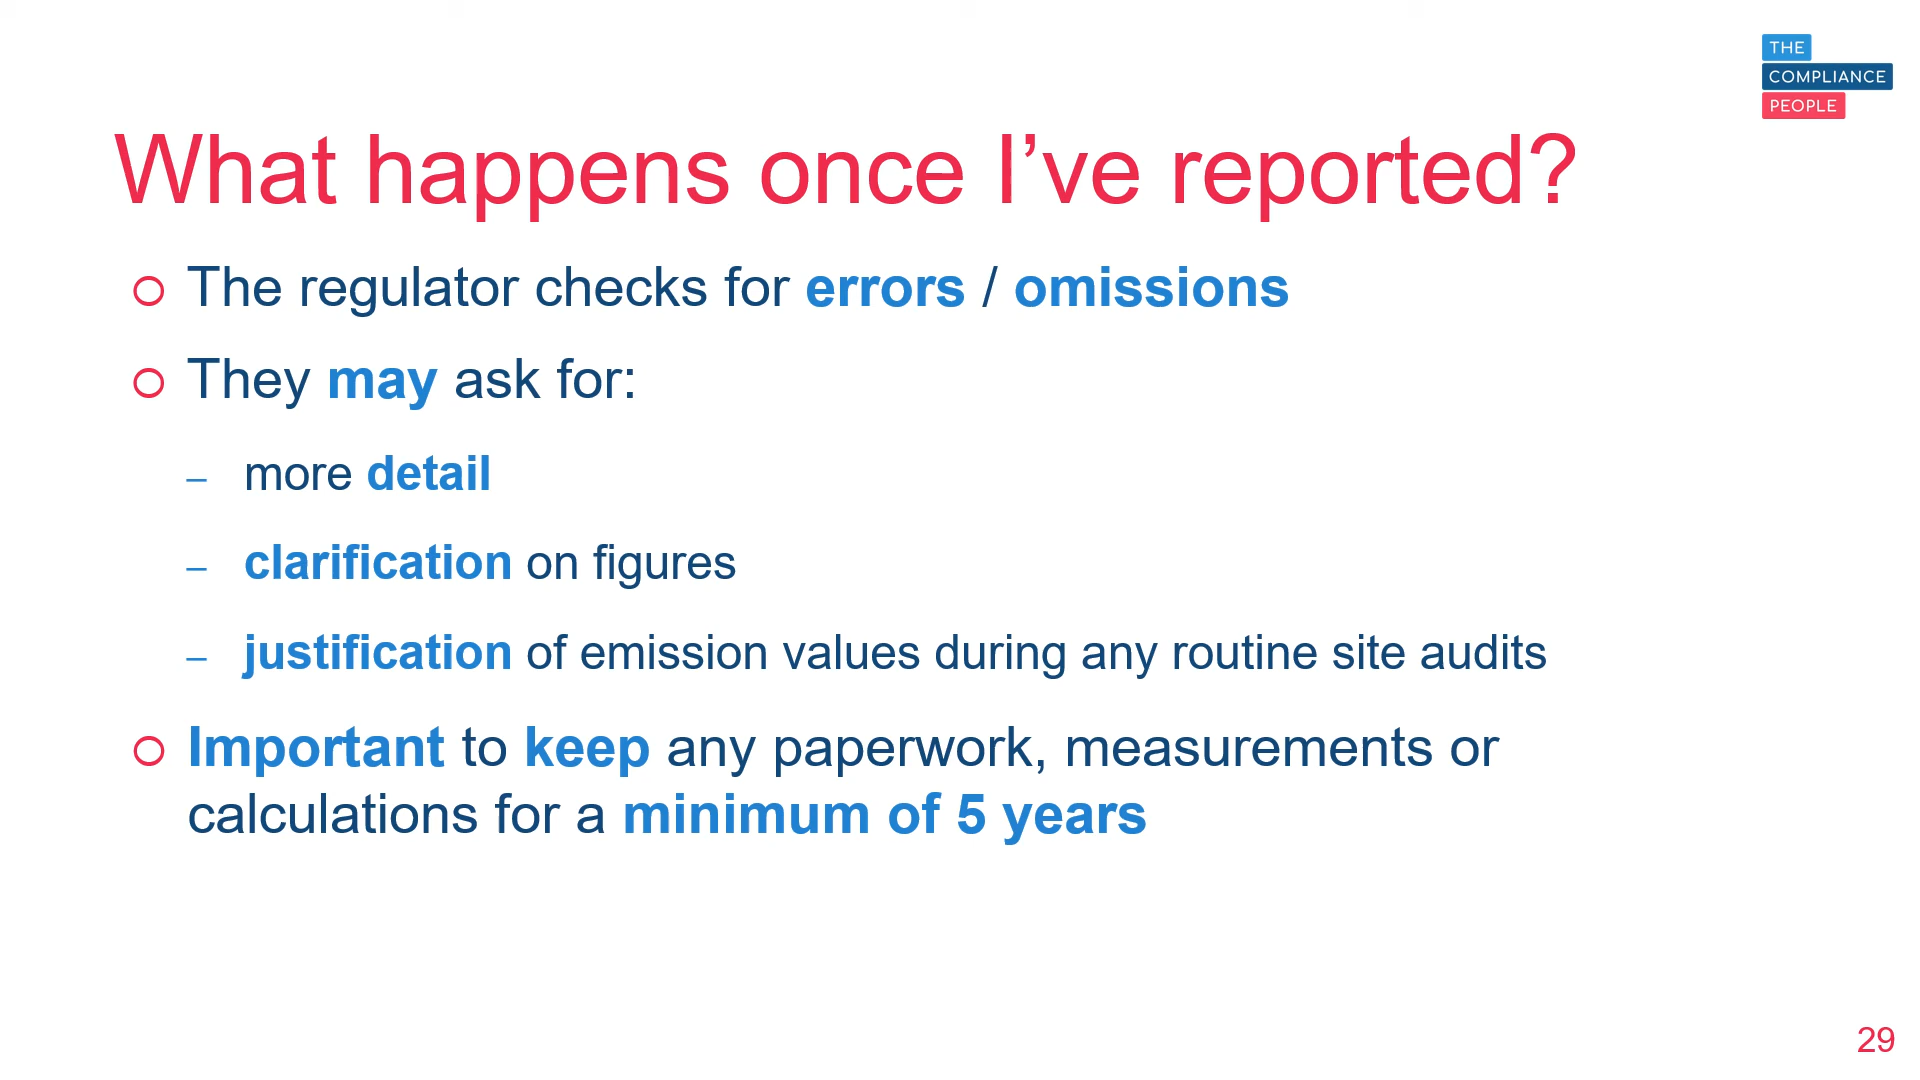 THE
COMPLIANCE
PEOPLE
What happens once I’ve reported?
The regulator checks for errors / omissions
They may ask for:
– more detail
– clarification on figures
– justification of emission values during any routine site audits
Important to keep any paperwork, measurements or
calculations for a minimum of 5 years
29